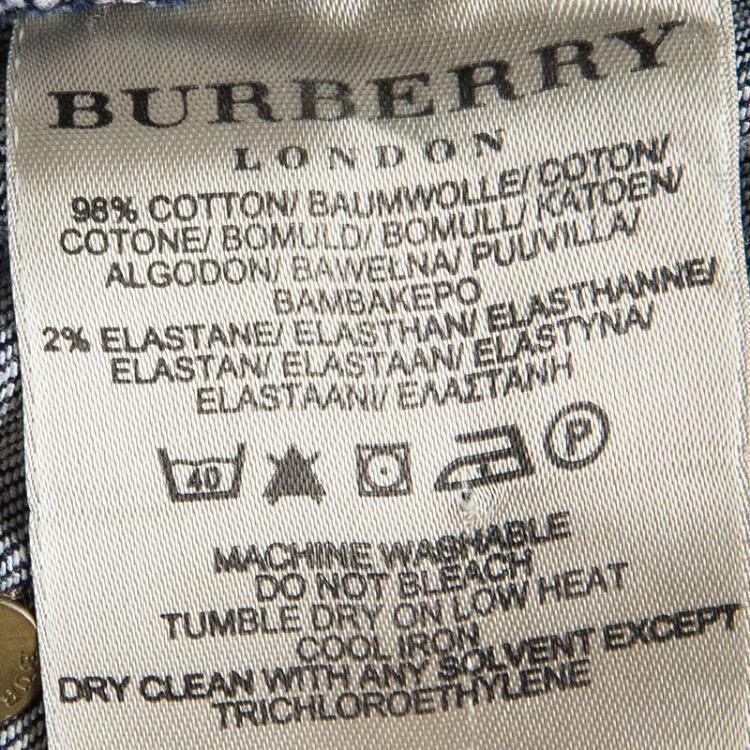 BURBERRY
LONDON
98% COTTON/ BAUMWOLLE/ COTON/
COTONE/ BOMULD/ BOMULL/ KATOEN/
ALGODON/ BAWELNA/ PUUVILLA/
BAMBAKEPO
2% ELASTANE/ ELASTHAN/ ELASTHANNE/
ELASTAN/ ELASTAAN/ ELASTYNA/
ELASTAANI/ ΕΛΑΣΤΑΝΗ
40 P
MACHINE WASHABLE
DO NOT BLEACH
TUMBLE DRY ON LOW HEAT
COOL IRON
DRY CLEAN WITH ANY SOLVENT EXCEPT
TRICHLOROETHYLENE
BUR